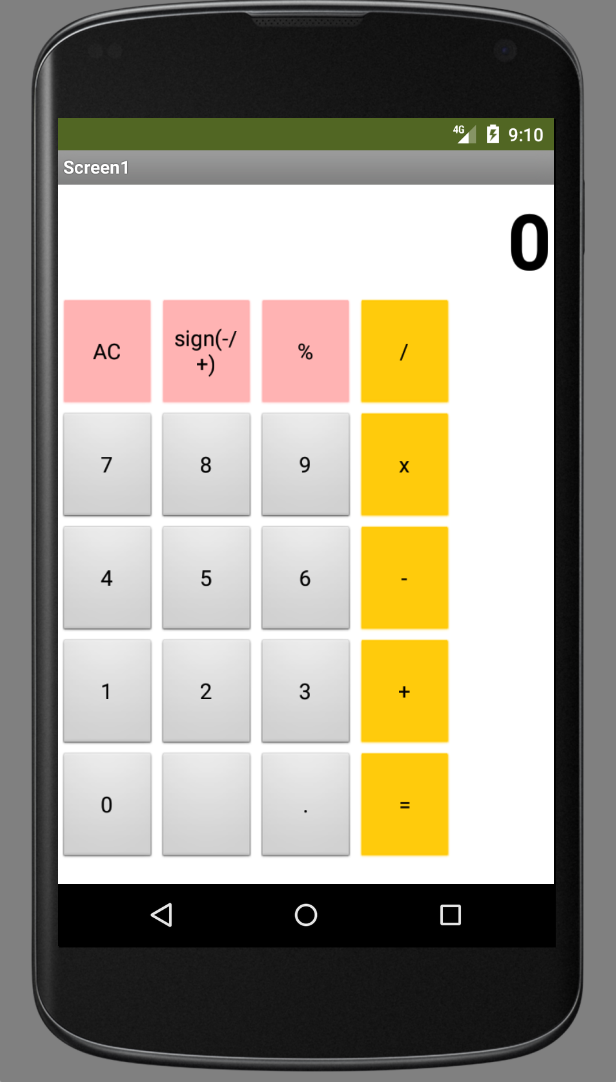 4G 9:10
Screen1
0
AC sign(-/ % /
+)
7 8 9 x
4 5 6 -
1 2 3 +
0 . =